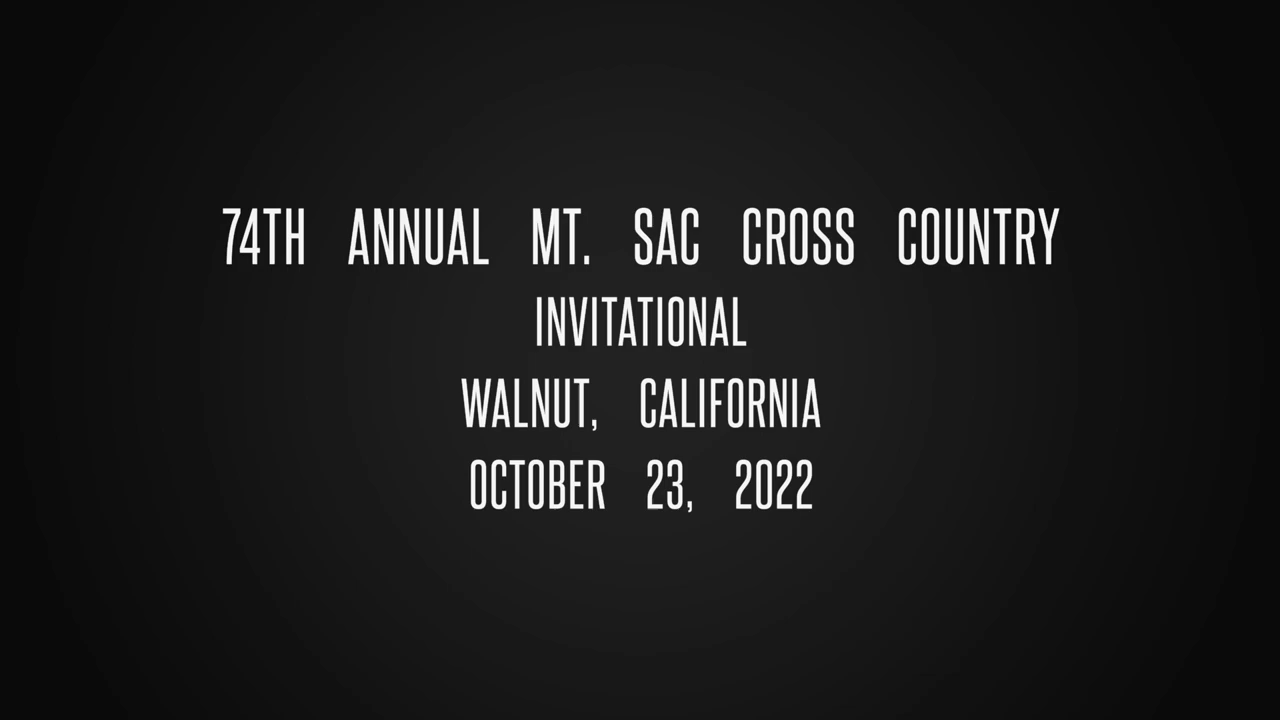 74TH ANNUAL MT. SAC CROSS COUNTRY
INVITATIONAL
WALNUT, CALIFORNIA
OCTOBER 23, 2022